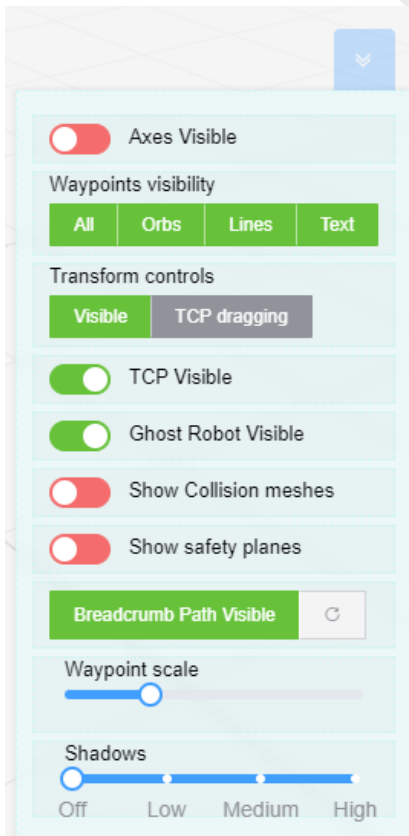 Axes Visible
Waypoints visibility
All Orbs Lines Text
Transform controls
Visible TCP dragging
TCP Visible
Ghost Robot Visible
Show Collision meshes
Show safety planes
Breadcrumb Path Visible
Waypoint scale
Shadows
Off Low Medium High